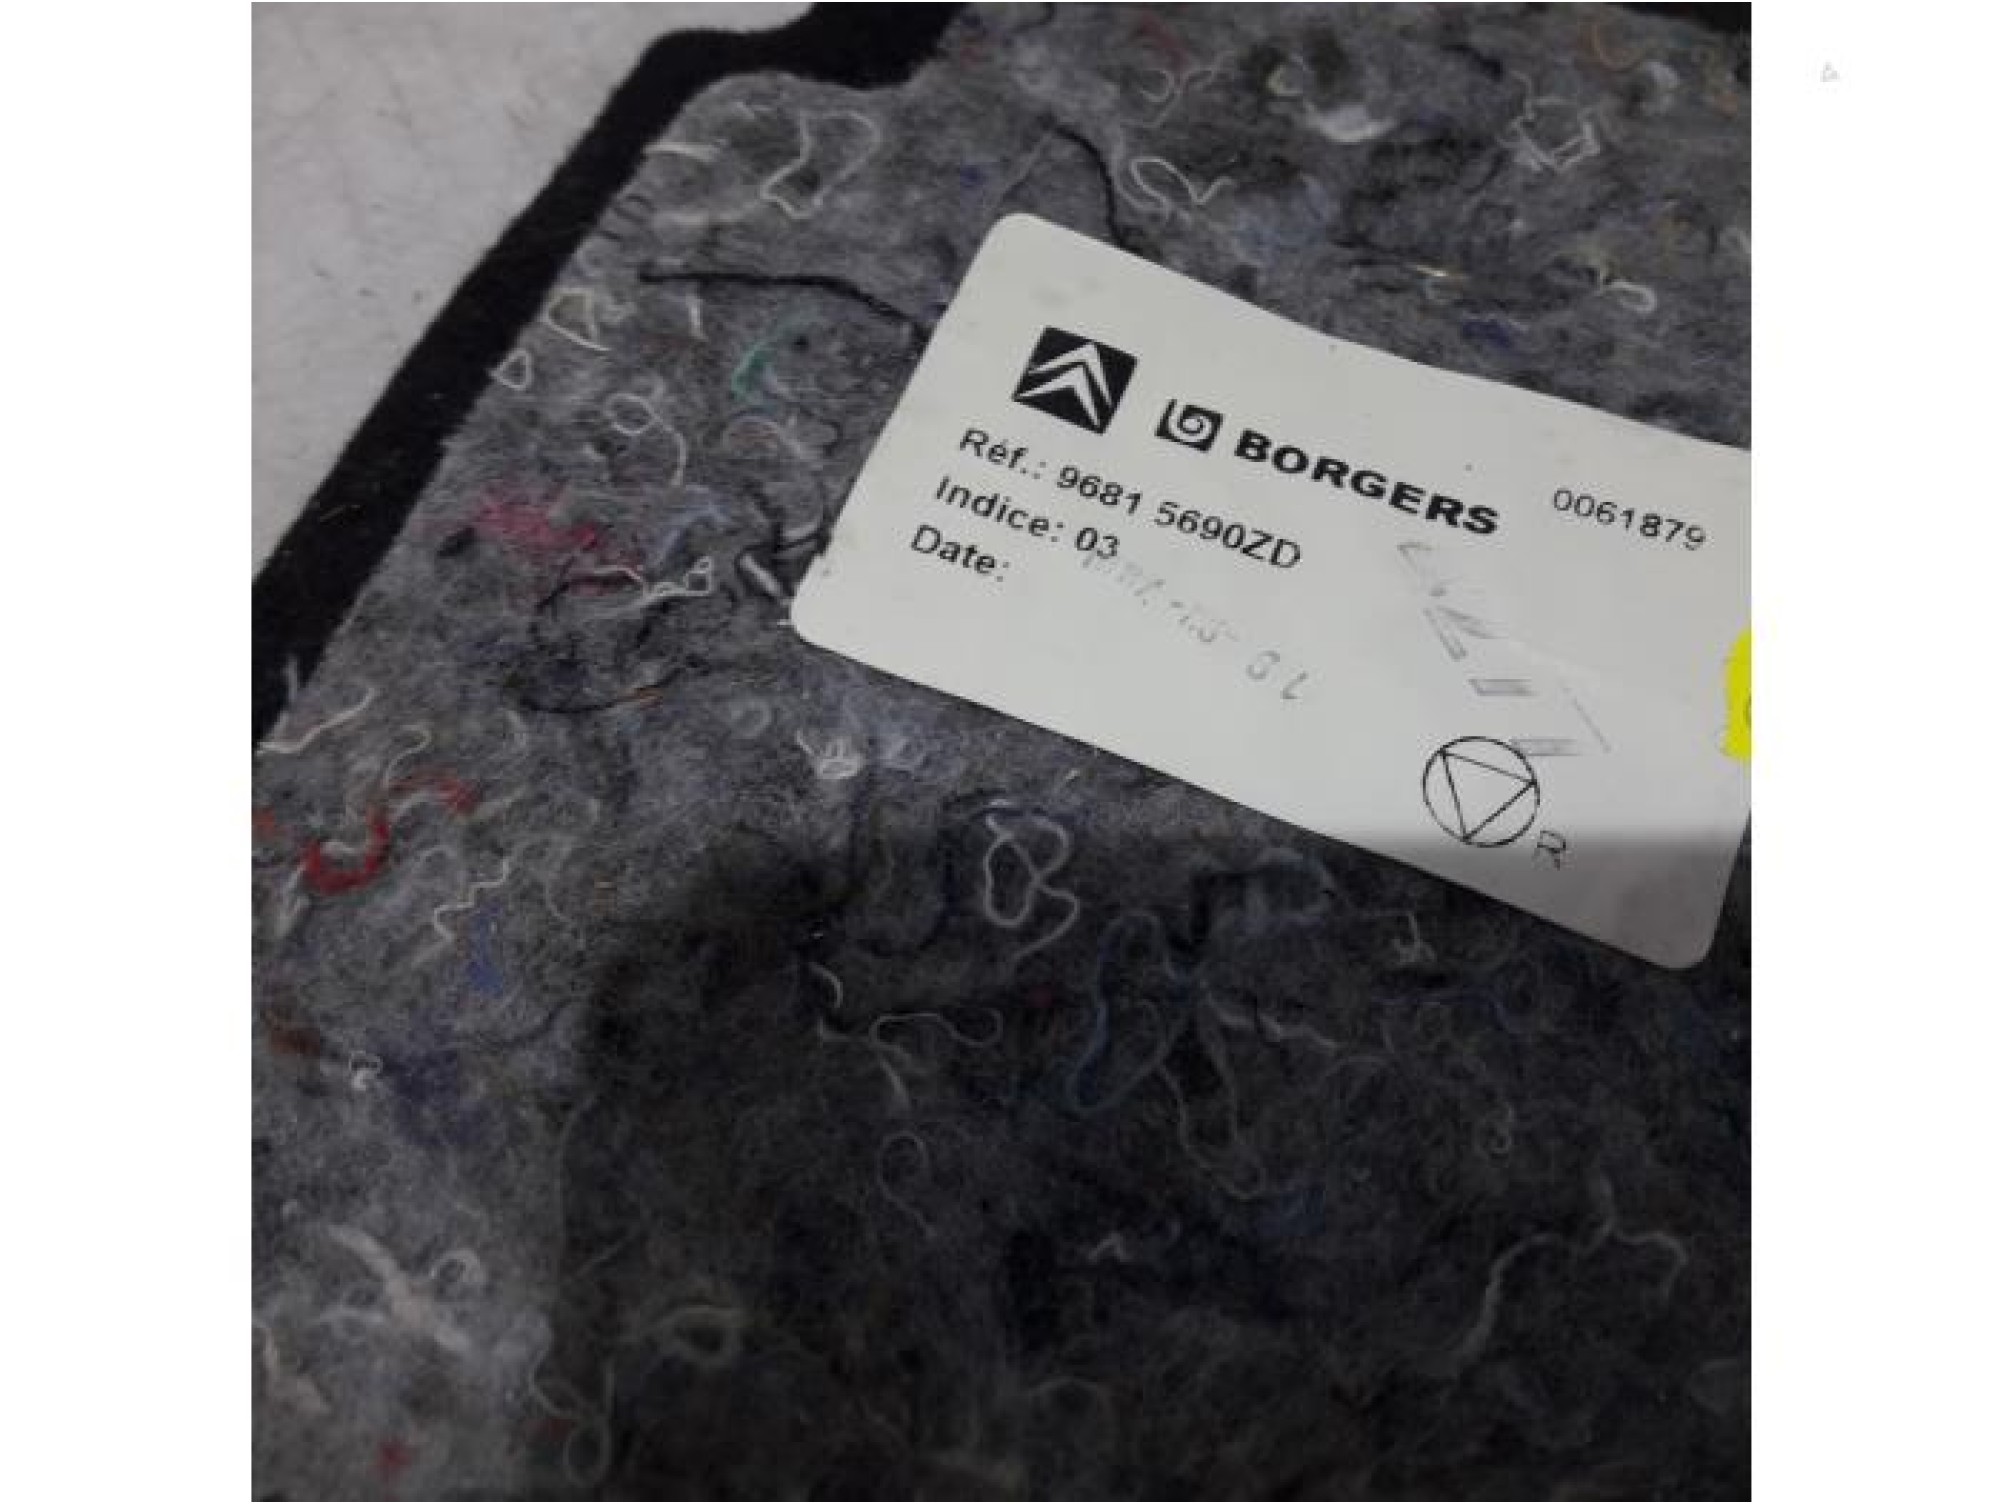 BORGERS 0061879
Réf.: 9681 5690ZD
Indice: 03
Date:
R